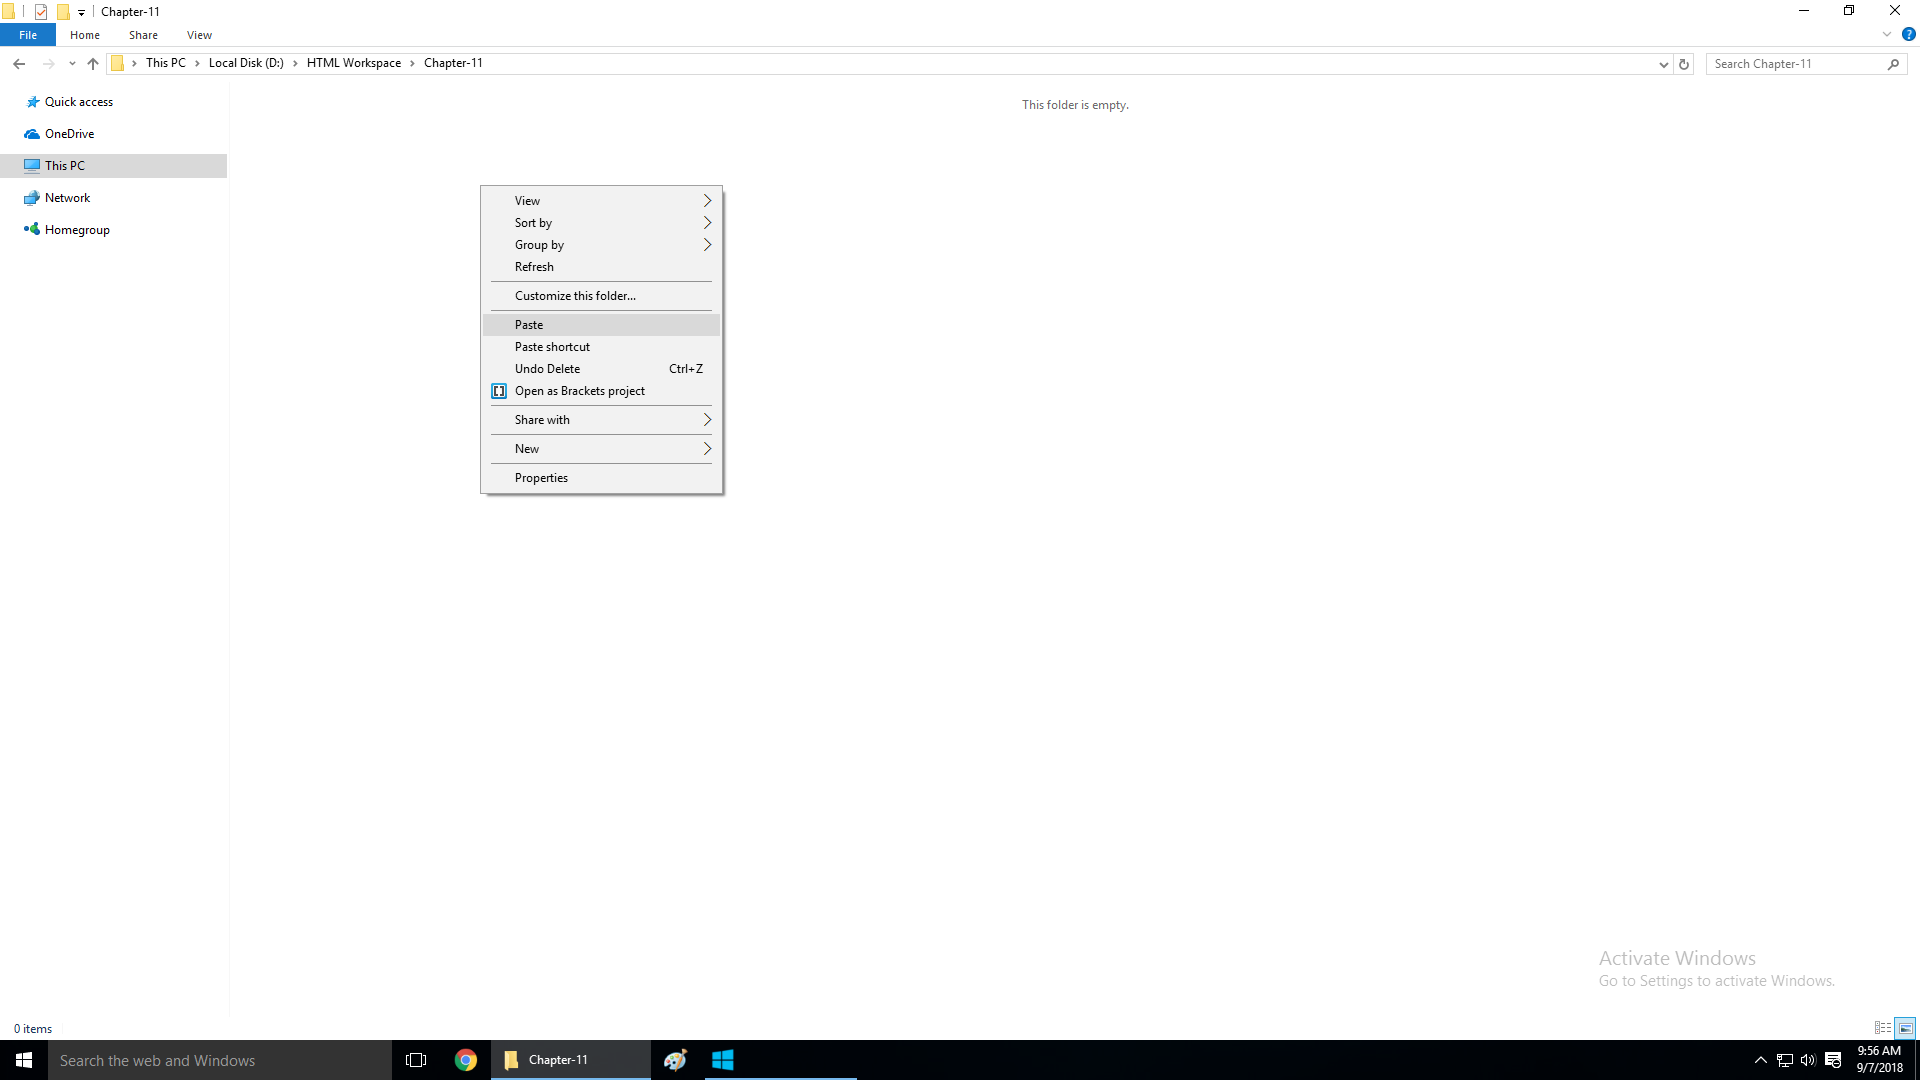 Chapter-11
File Home Share View
This PC Local Disk (D:) HTML Workspace Chapter-11
Search Chapter-11
Quick access
OneDrive
This PC
Network
Homegroup
This folder is empty.
View
Sort by
Group by
Refresh
Customize this folder...
Paste
Paste shortcut
Undo Delete Ctrl+Z
Open as Brackets project
Share with
New
Properties
Activate Windows
Go to Settings to activate Windows.
0 items
Search the web and Windows
Chapter-11
9:56 AM
9/7/2018